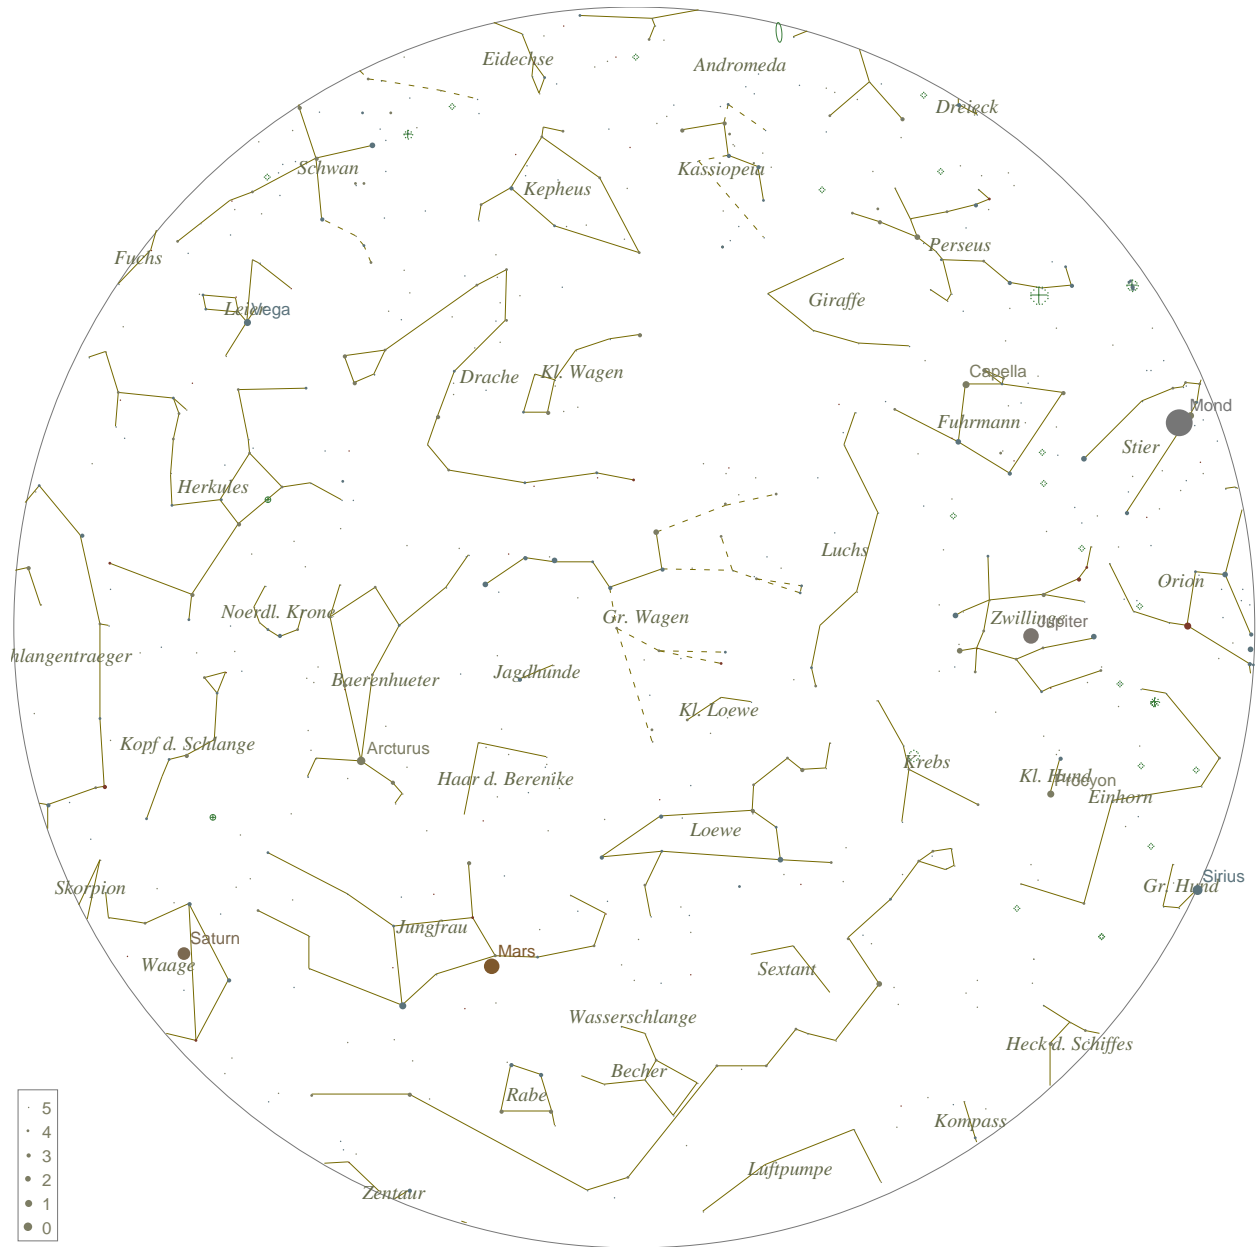 Eidechse
Andromeda
Dreieck
Schwan
Kepheus
Kassiopeia
Fuchs
Perseus
Leier
Vega
Giraffe
Drache
Kl. Wagen
Capella
Mond
Fuhrmann
Stier
Herkules
Luchs
Orion
Noerdl. Krone
Gr. Wagen
Zwillinge
Jupiter
hlangentraeger
Baerenhueter
Jagdhunde
Kl. Loewe
Kopf d. Schlange
Arcturus
Haar d. Berenike
Krebs
Kl. Hund
Procyon
Einhorn
Loewe
Skorpion
Gr. Hund
Sirius
Jungfrau
Saturn
Waage
Mars
Sextant
Wasserschlange
Heck d. Schiffes
Becher
Rabe
Kompass
Luftpumpe
Zentaur
5
4
3
2
1
0